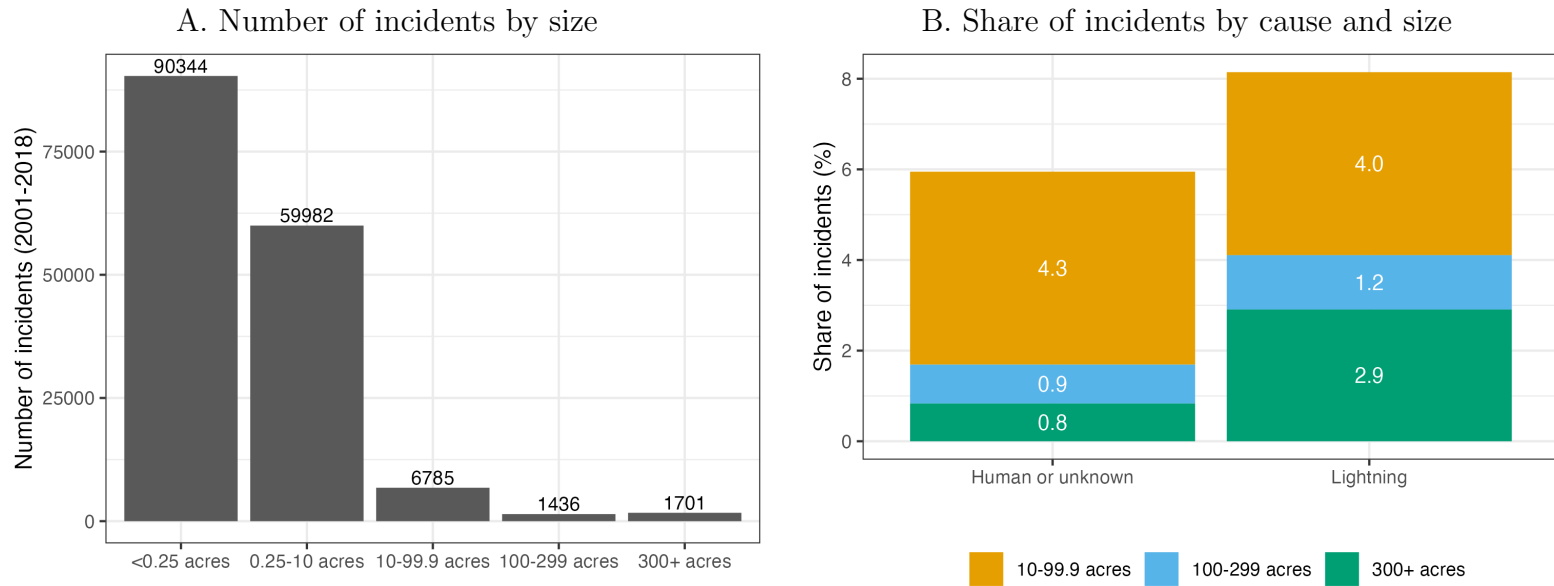 A. Number of incidents by size
Number of incidents (2001-2018)
75000
50000
25000
0
90344
59982
6785
1436
1701
<0.25 acres
0.25-10 acres
10-99.9 acres
100-299 acres
300+ acres
B. Share of incidents by cause and size
Share of incidents (%)
8
6
4
2
0
4.3
0.9
0.8
4.0
1.2
2.9
Human or unknown
Lightning
10-99.9 acres
100-299 acres
300+ acres